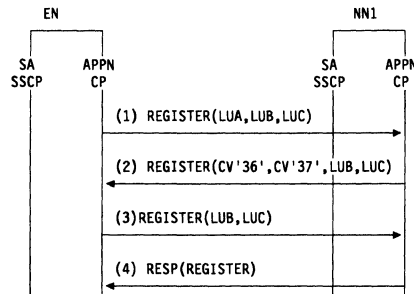 EN NN1
SA APPN SA APPN
SSCP CP SSCP CP
(1) REGISTER(LUA,LUB,LUC)
(2) REGISTER(CV'36',CV'37',LUB,LUC)
(3)REGISTER(LUB,LUC)
(4) RESP(REGISTER)